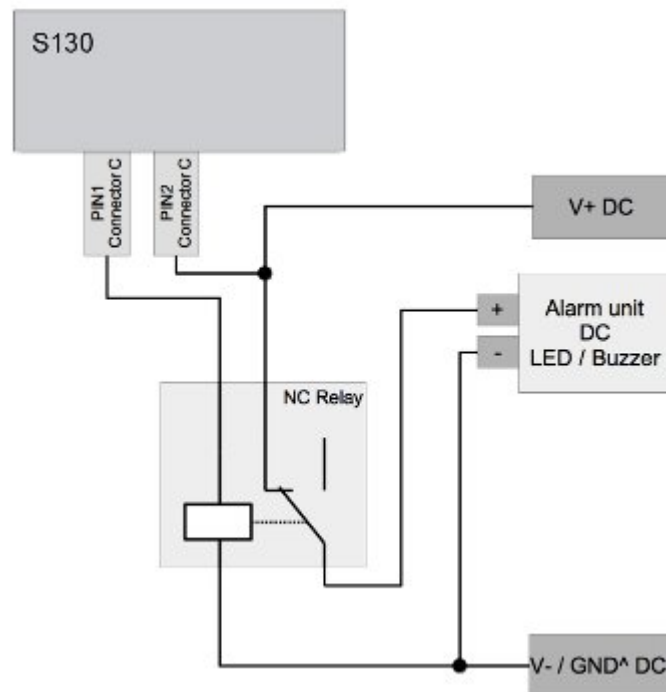 S130
PIN1
Connector C
PIN2
Connector C
V+ DC
+
Alarm unit
DC
-
LED / Buzzer
NC Relay
V- / GND^ DC